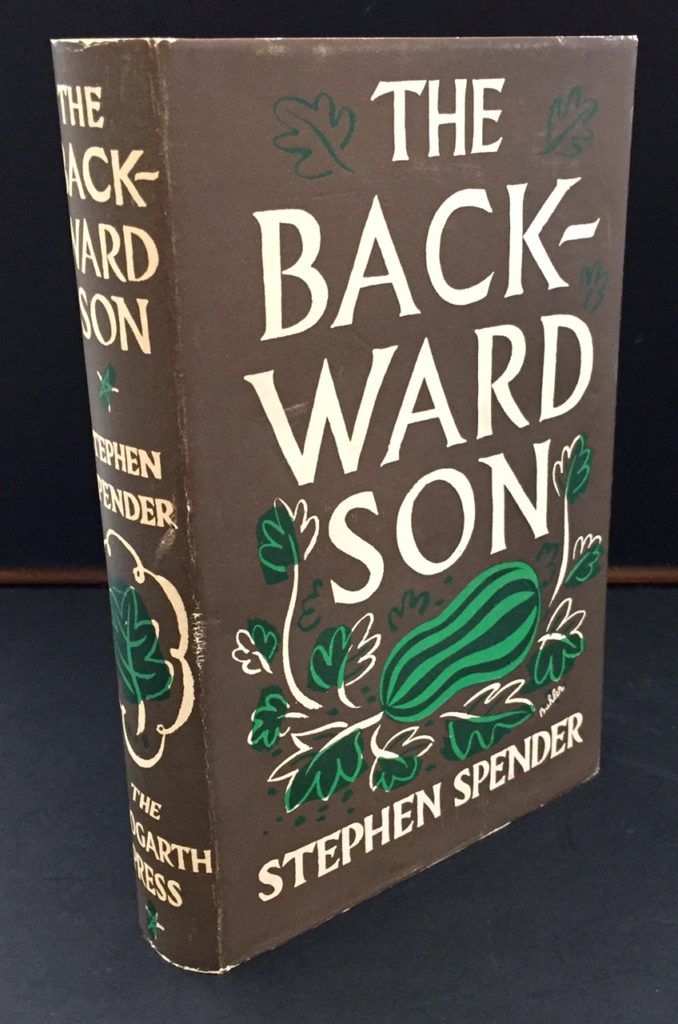 THE
BACK-
WARD
SON
STEPHEN SPENDER
THE
BACK-
WARD
SON
STEPHEN
SPENDER
THE
HOGARTH
PRESS